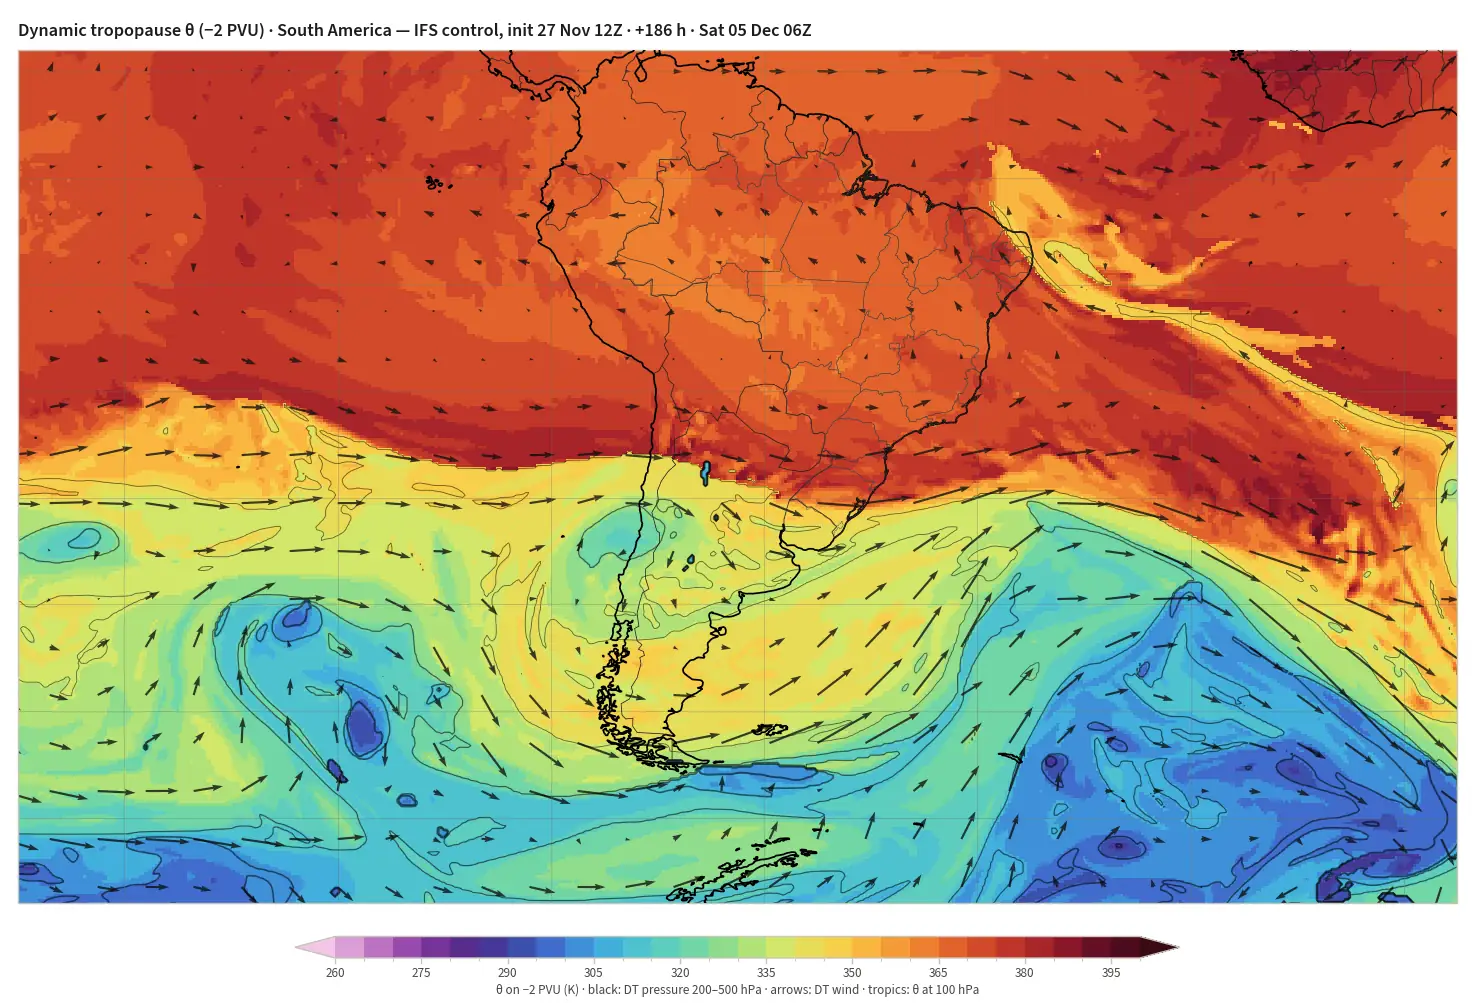 Dynamic tropopause θ (−2 PVU) · South America — IFS control, init 27 Nov 12Z · +186 h · Sat 05 Dec 06Z
260 275 290 305 320 335 350 365 380 395
θ on −2 PVU (K) · black: DT pressure 200–500 hPa · arrows: DT wind · tropics: θ at 100 hPa